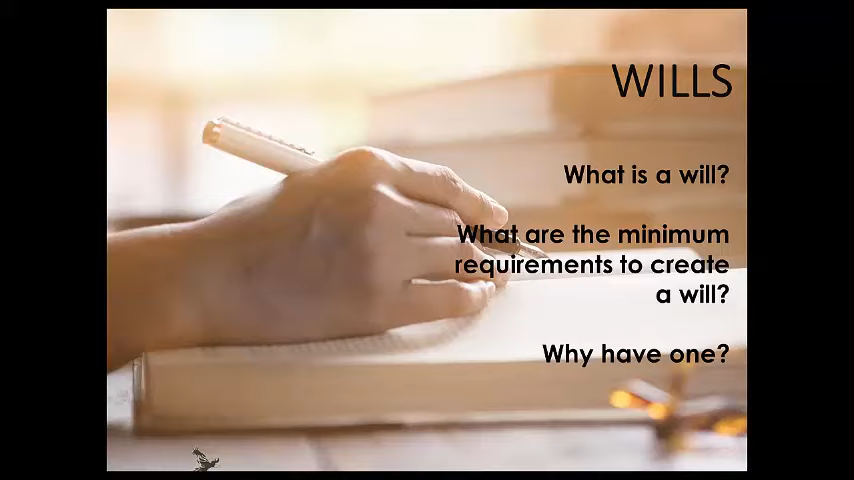 WILLS
What is a will?
What are the minimum
requirements to create
a will?
Why have one?